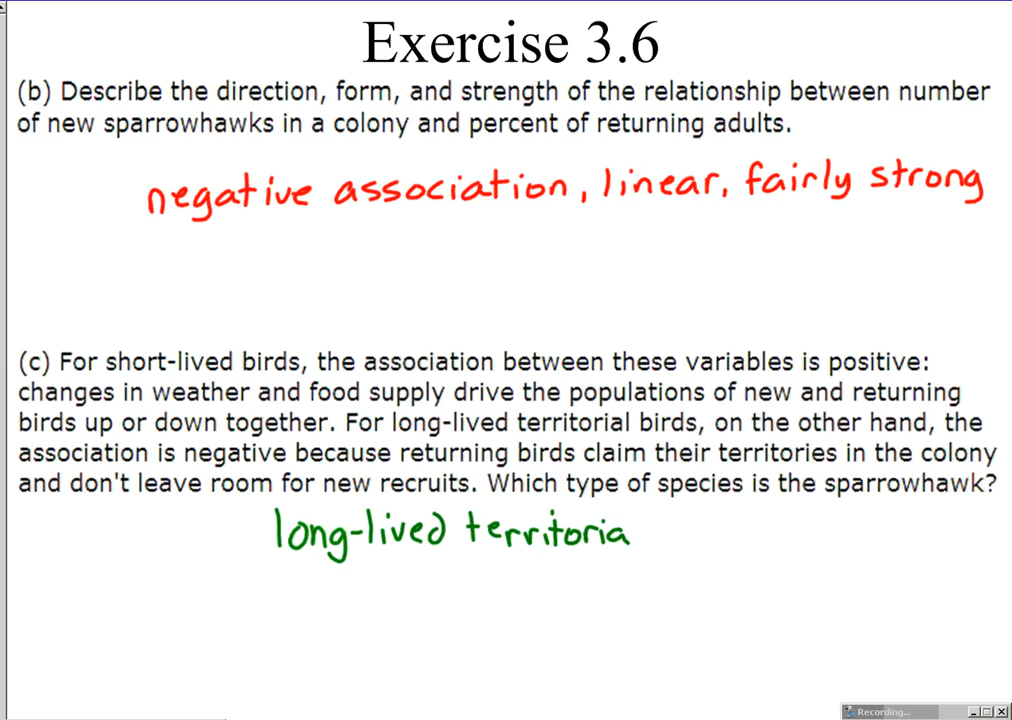 Exercise 3.6
(b) Describe the direction, form, and strength of the relationship between number
of new sparrowhawks in a colony and percent of returning adults.
negative association, linear, fairly strong
(c) For short-lived birds, the association between these variables is positive:
changes in weather and food supply drive the populations of new and returning
birds up or down together. For long-lived territorial birds, on the other hand, the
association is negative because returning birds claim their territories in the colony
and don't leave room for new recruits. Which type of species is the sparrowhawk?
long-lived territoria
Recording...